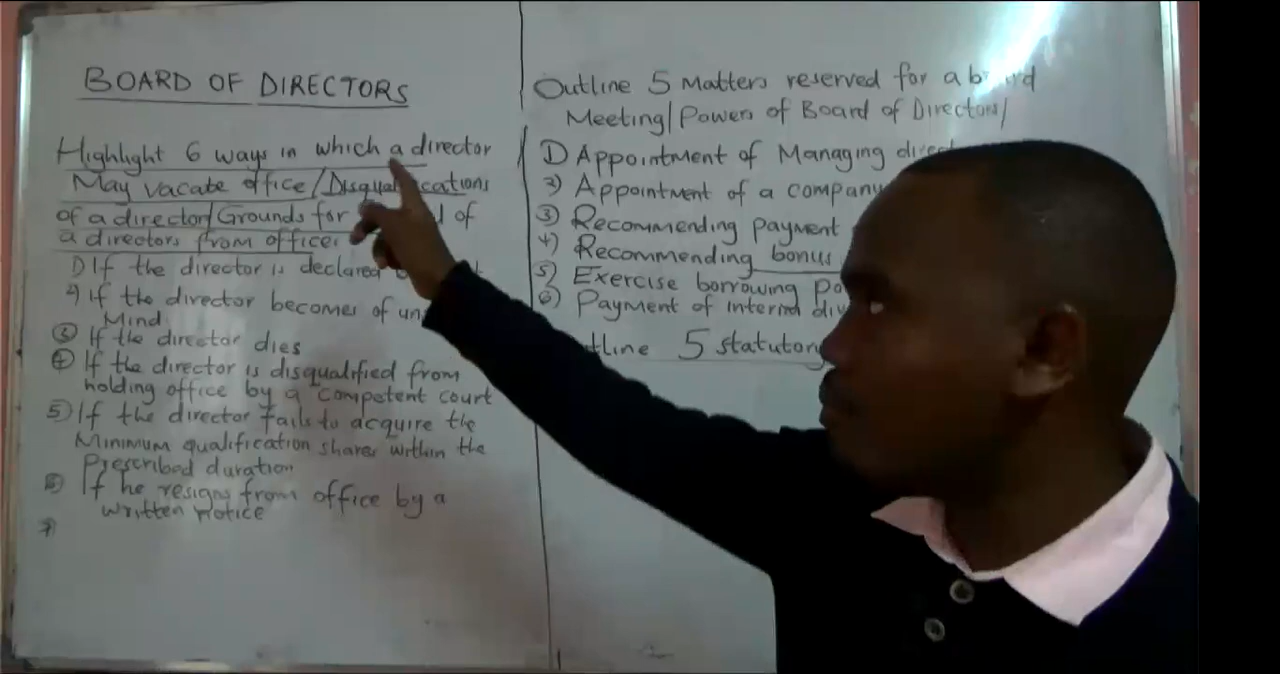 BOARD OF DIRECTORS
Highlight 6 ways in which a director
May vacate office/Disqualifications
of a director/Grounds for of
a directors from office:
1) If the director is declared
2) If the director becomes of
Mind
3) If the director dies
4) If the director is disqualified from
holding office by a competent court
5) If the director fails to acquire the
Minimum qualification shares within the
Prescribed duration
6) If he resigns from office by a
written notice
7
Outline 5 Matters reserved for a board
Meeting/Powers of Board of Directors/
1) Appointment of Managing
2) Appointment of a company
3) Recommending payment
4) Recommending bonus
5) Exercise borrowing
6) Payment of Interim
5 statutory